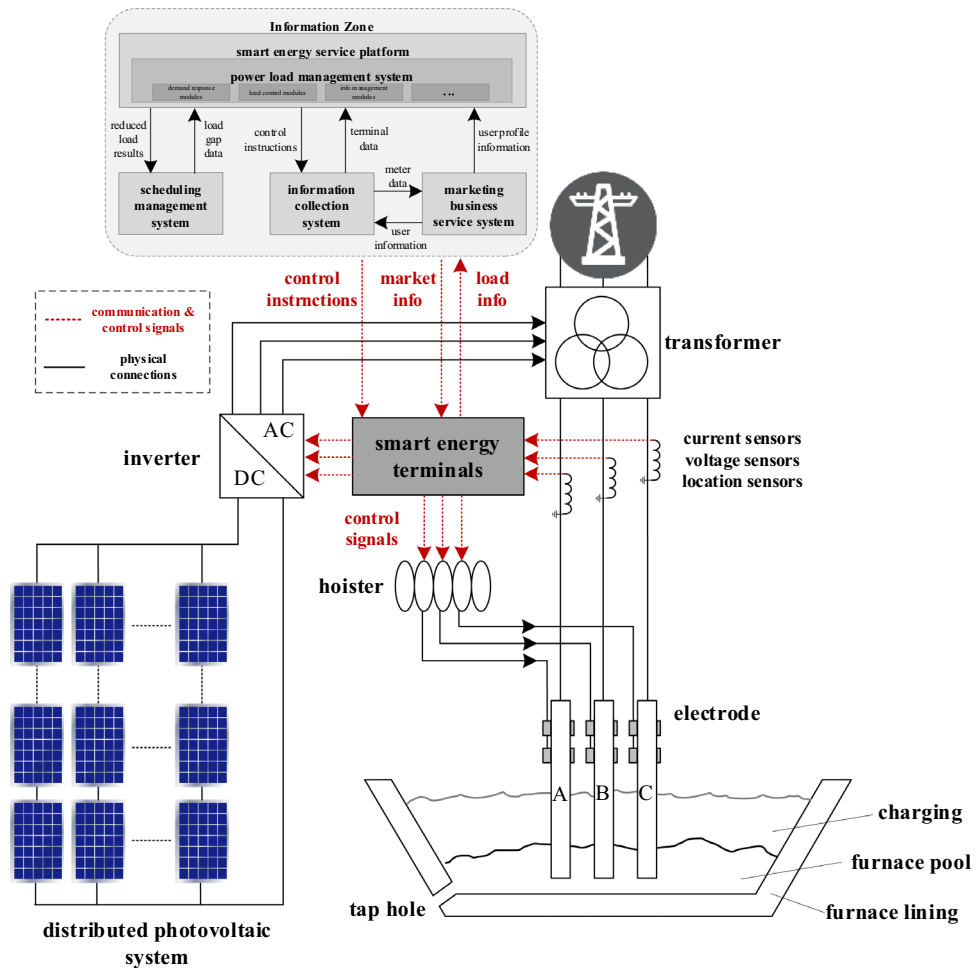 Information Zone
smart energy service platform
power load management system
demand response
modules
load control modules
info management
modules
...
reduced
load
results
load
gap
data
control
instructions
terminal
data
user profile
information
scheduling
management
system
information
collection
system
meter
data
user
information
marketing
business
service system
control
instrnctions
market
info
load
info
communication &
control signals
physical
connections
transformer
inverter
AC
DC
smart energy
terminals
current sensors
voltage sensors
location sensors
control
signals
hoister
electrode
A
B
C
charging
furnace pool
tap hole
furnace lining
distributed photovoltaic
system